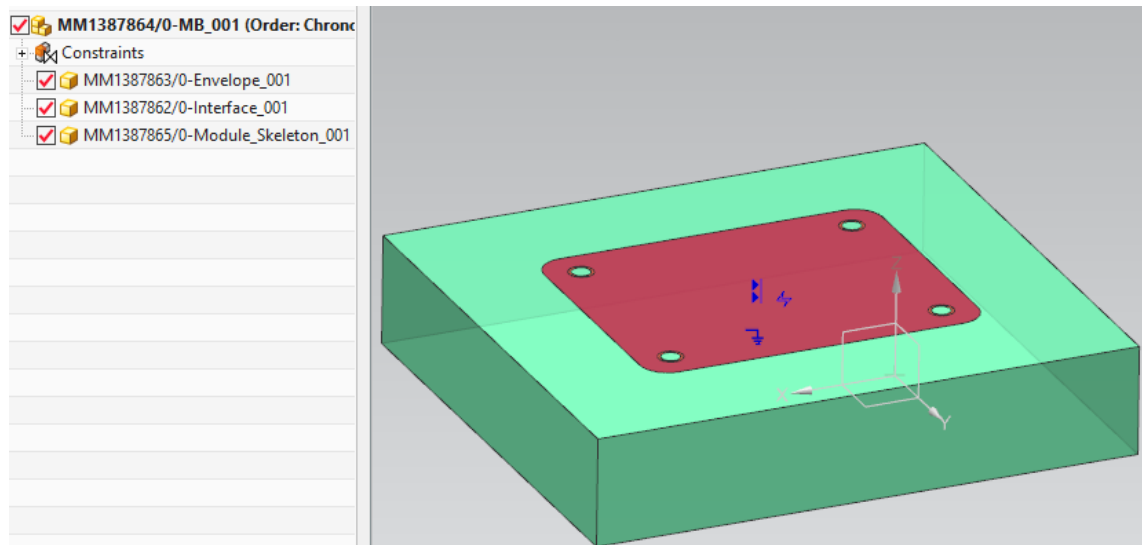 MM1387864/0-MB_001 (Order: Chrono
Constraints
MM1387863/0-Envelope_001
MM1387862/0-Interface_001
MM1387865/0-Module_Skeleton_001
Z
X
Y